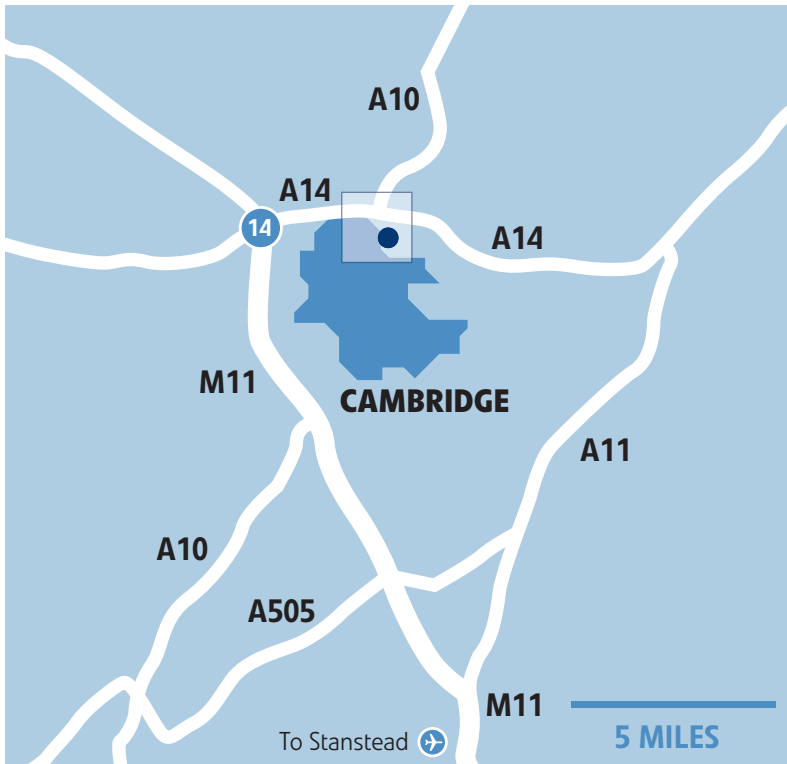 A10
A14
14
A14
M11
CAMBRIDGE
A11
A10
A505
M11
To Stanstead
5 MILES